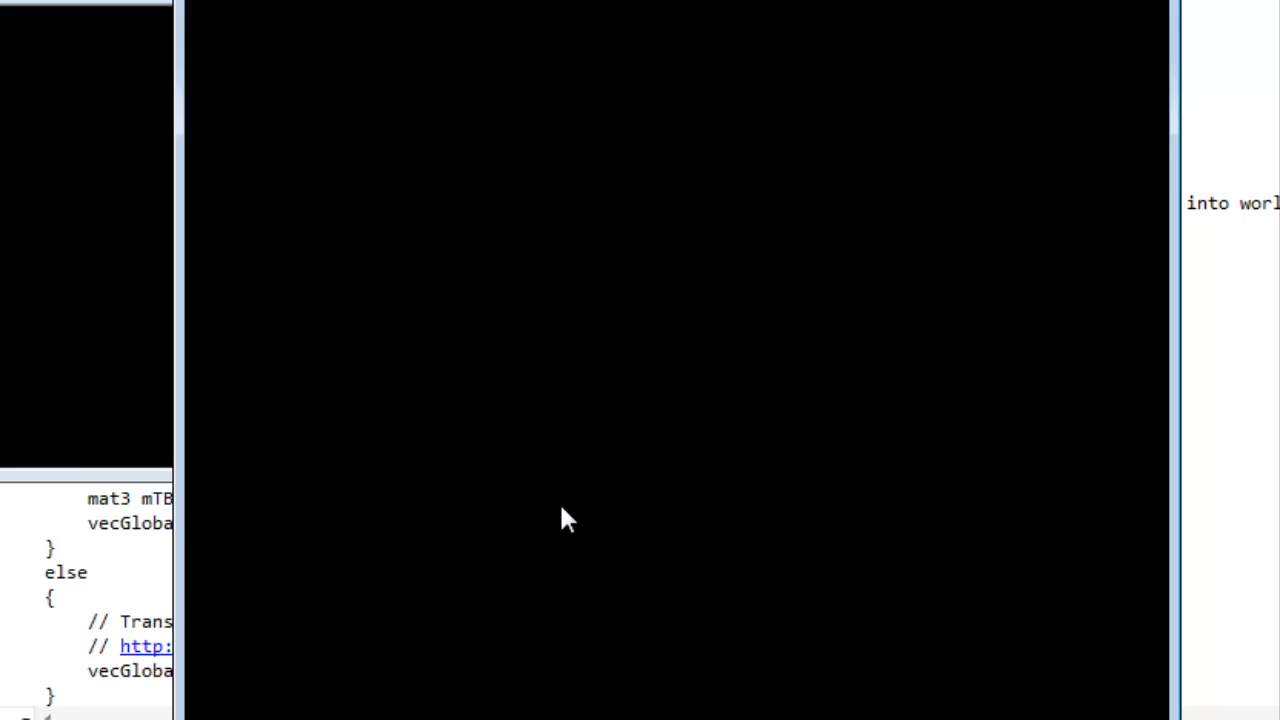 into worl
mat3 mTB
vecGloba
}
else
{
// Trans
// http:
vecGloba
}